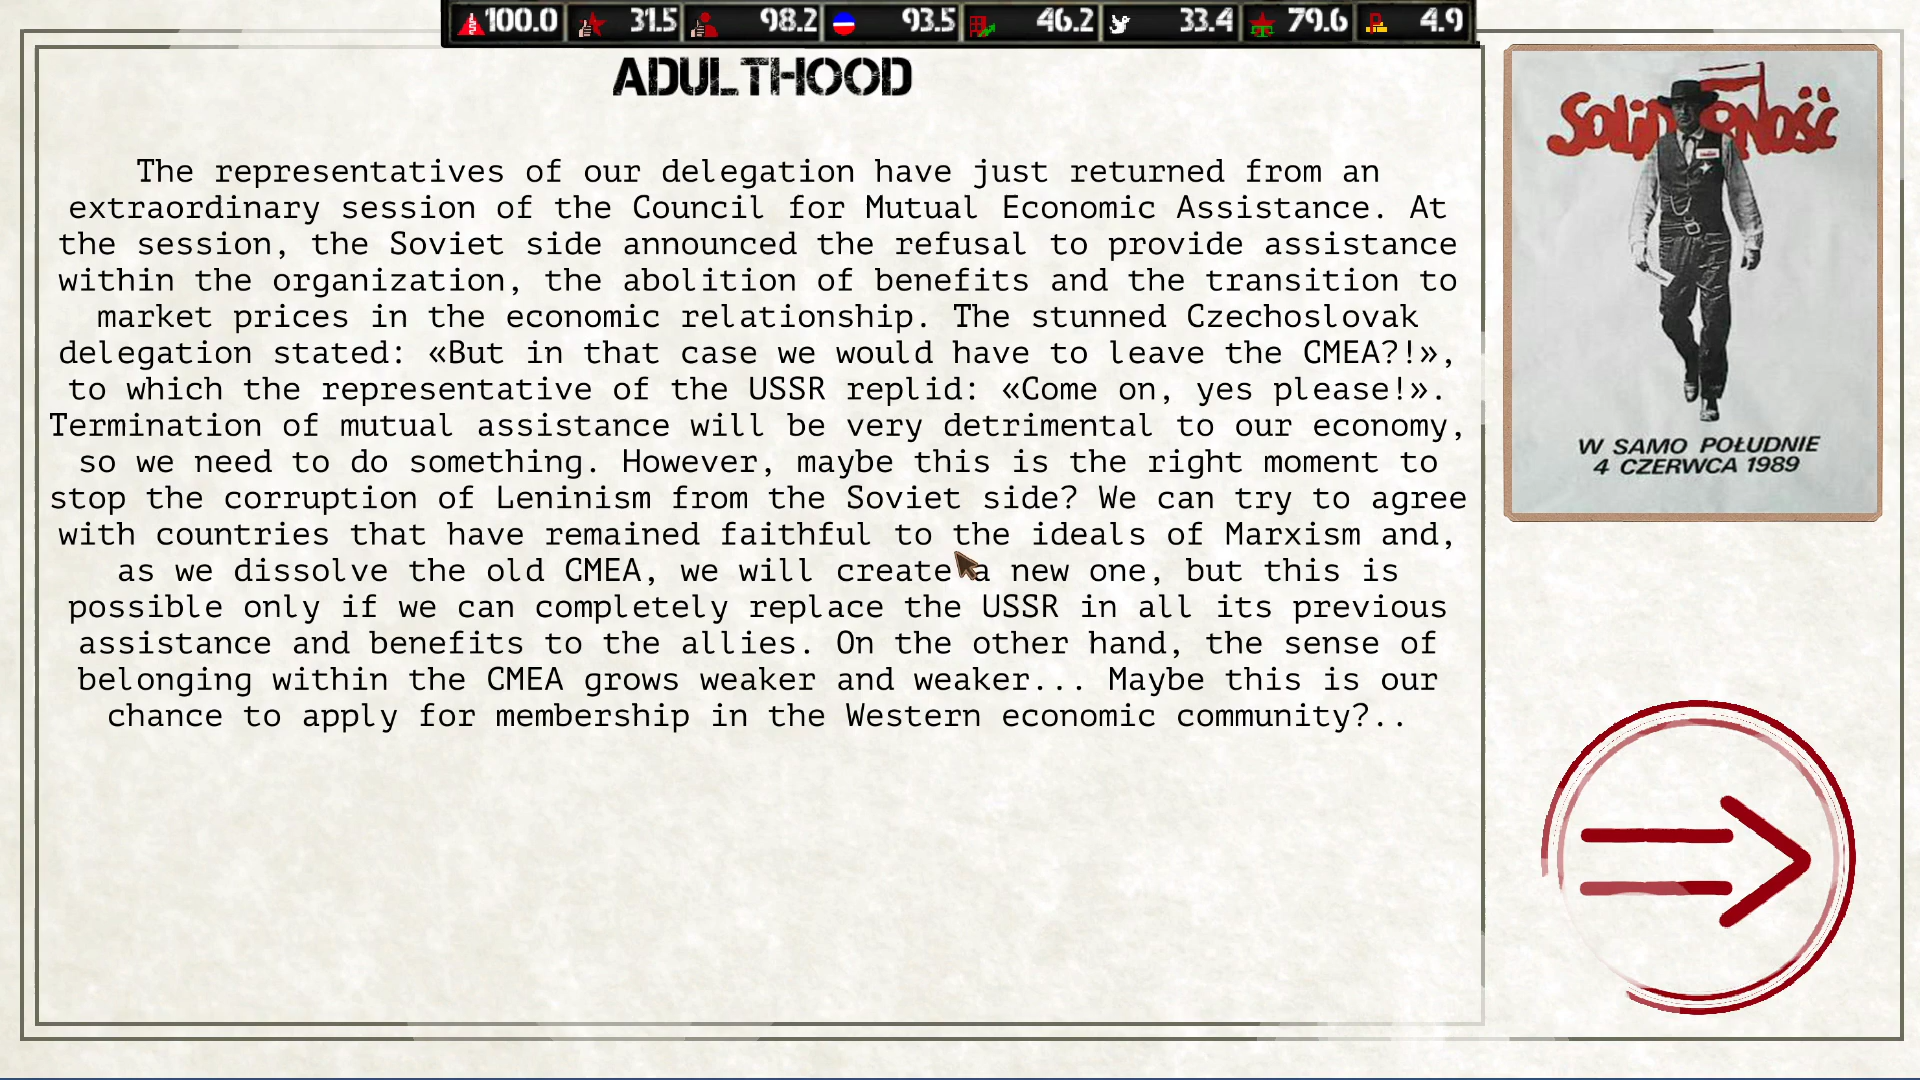 100.0 31.5 98.2 93.5 46.2 33.4 79.6 4.9
ADULTHOOD
The representatives of our delegation have just returned from an
extraordinary session of the Council for Mutual Economic Assistance. At
the session, the Soviet side announced the refusal to provide assistance
within the organization, the abolition of benefits and the transition to
market prices in the economic relationship. The stunned Czechoslovak
delegation stated: «But in that case we would have to leave the CMEA?!»,
to which the representative of the USSR replid: «Come on, yes please!».
Termination of mutual assistance will be very detrimental to our economy,
so we need to do something. However, maybe this is the right moment to
stop the corruption of Leninism from the Soviet side? We can try to agree
with countries that have remained faithful to the ideals of Marxism and,
as we dissolve the old CMEA, we will create a new one, but this is
possible only if we can completely replace the USSR in all its previous
assistance and benefits to the allies. On the other hand, the sense of
belonging within the CMEA grows weaker and weaker... Maybe this is our
chance to apply for membership in the Western economic community?..
SOLIDARNOŚĆ
W SAMO POŁUDNIE
4 CZERWCA 1989